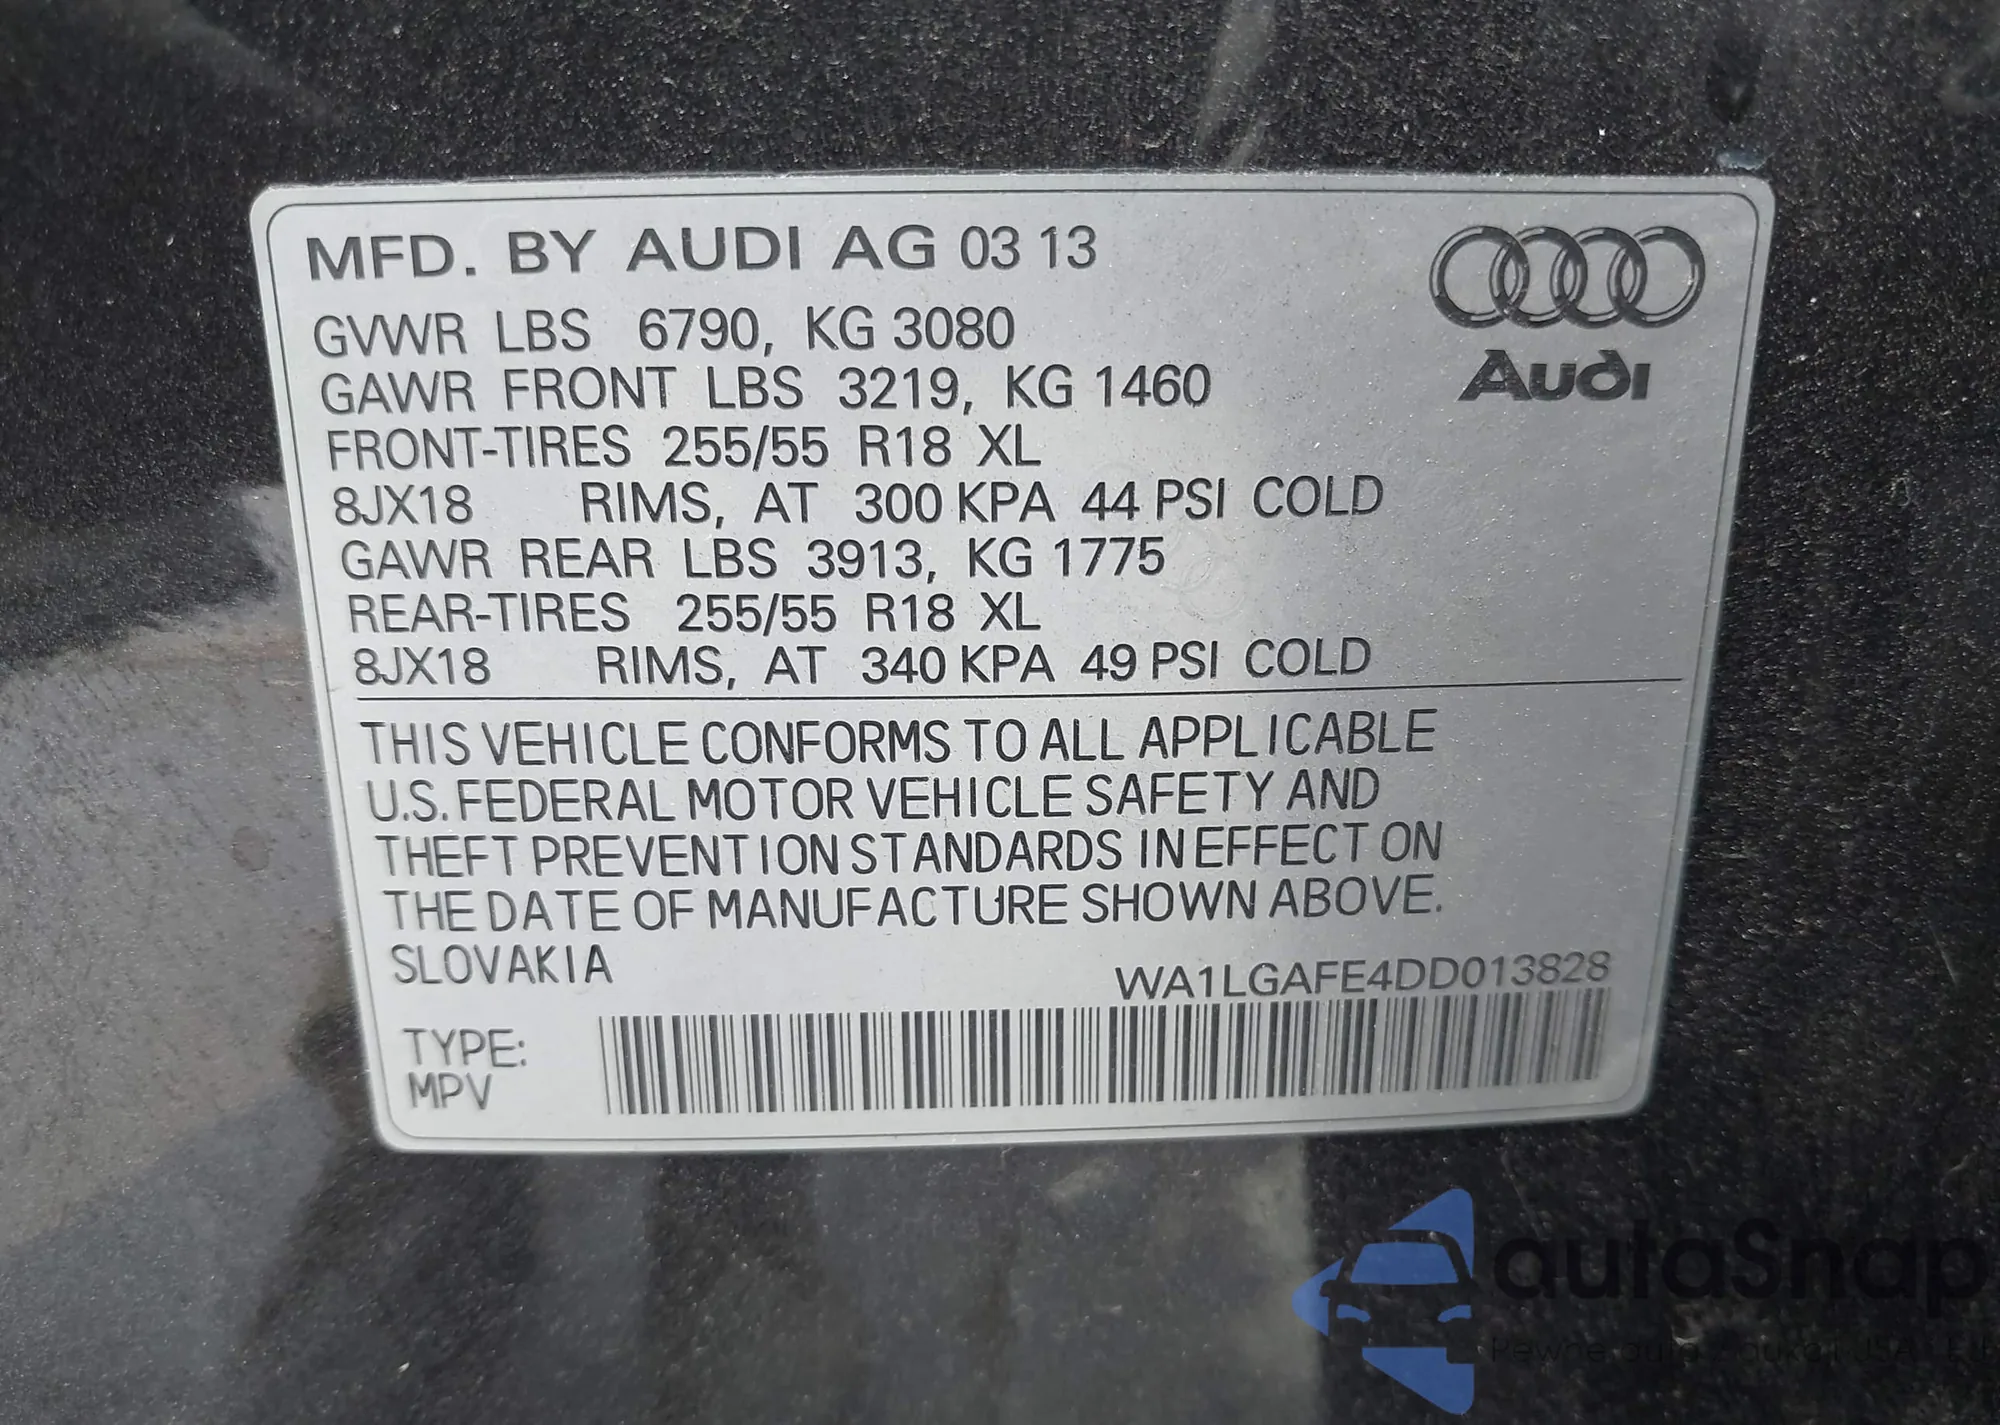 MFD. BY AUDI AG 03 13
GVWR LBS 6790, KG 3080
GAWR FRONT LBS 3219, KG 1460
FRONT-TIRES 255/55 R18 XL
8JX18 RIMS, AT 300 KPA 44 PSI COLD
GAWR REAR LBS 3913, KG 1775
REAR-TIRES 255/55 R18 XL
8JX18 RIMS, AT 340 KPA 49 PSI COLD
Audi
THIS VEHICLE CONFORMS TO ALL APPLICABLE
U.S. FEDERAL MOTOR VEHICLE SAFETY AND
THEFT PREVENTION STANDARDS IN EFFECT ON
THE DATE OF MANUFACTURE SHOWN ABOVE.
SLOVAKIA
WA1LGAFE4DD013828
TYPE:
MPV
autaSnap
Pewne auta
USA